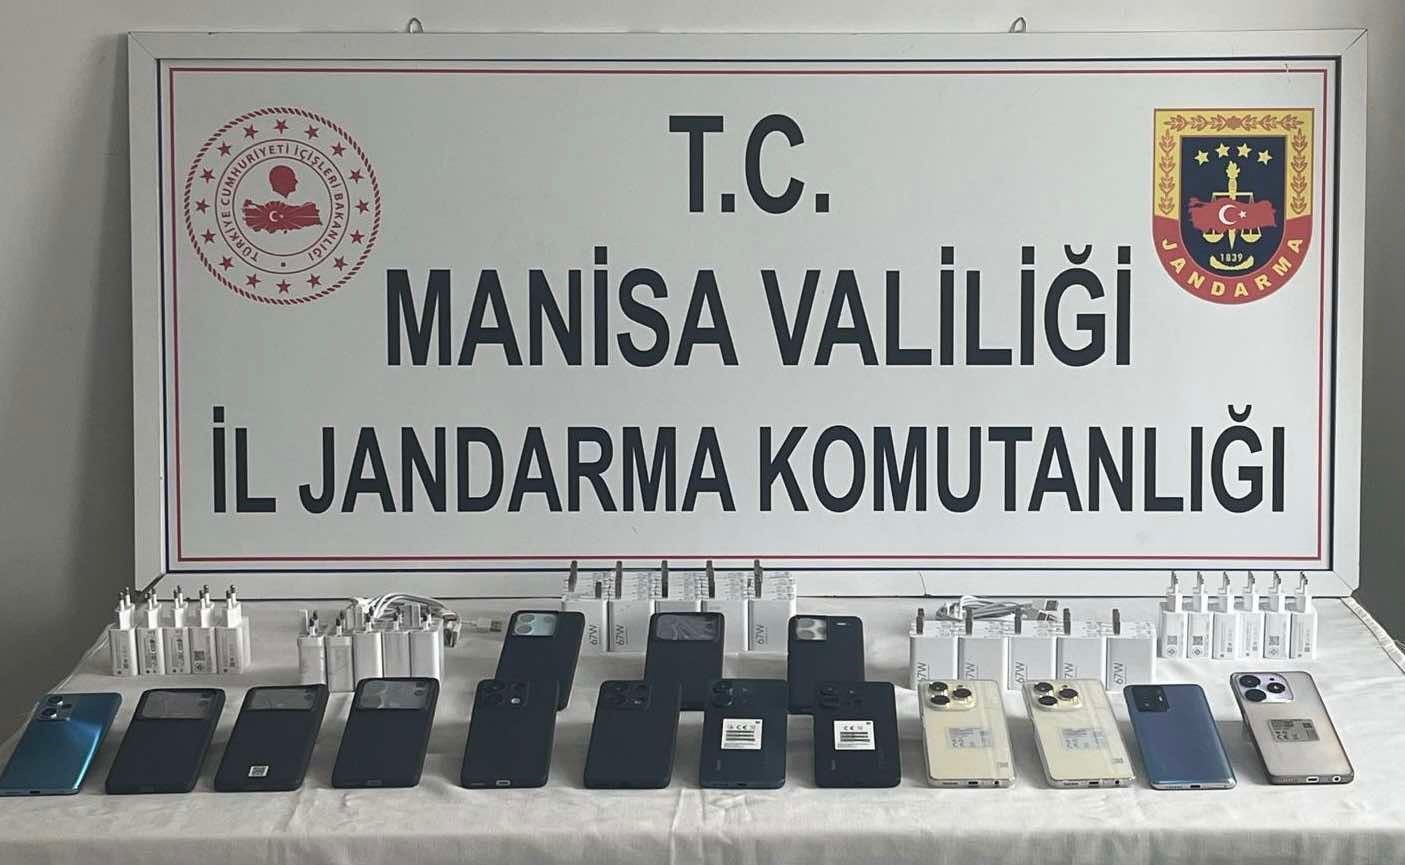 T.C.
MANİSA VALİLİĞİ
İL JANDARMA KOMUTANLIĞI
TÜRKİYE CUMHURİYETİ İÇİŞLERİ BAKANLIĞI
1839
JANDARMA
67W
67W
67W
67W
67W
67W
67W